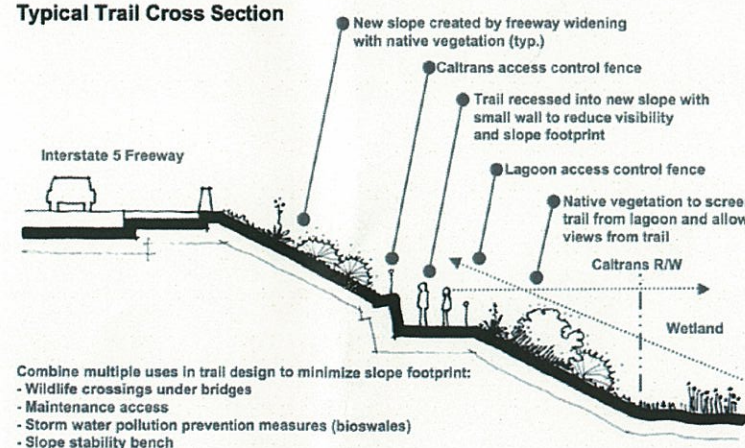 Typical Trail Cross Section
New slope created by freeway widening
with native vegetation (typ.)
Caltrans access control fence
Trail recessed into new slope with
small wall to reduce visibility
and slope footprint
Interstate 5 Freeway
Lagoon access control fence
Native vegetation to scree
trail from lagoon and allow
views from trail
Caltrans R/W
Wetland
Combine multiple uses in trail design to minimize slope footprint:
- Wildlife crossings under bridges
- Maintenance access
- Storm water pollution prevention measures (bioswales)
- Slope stability bench